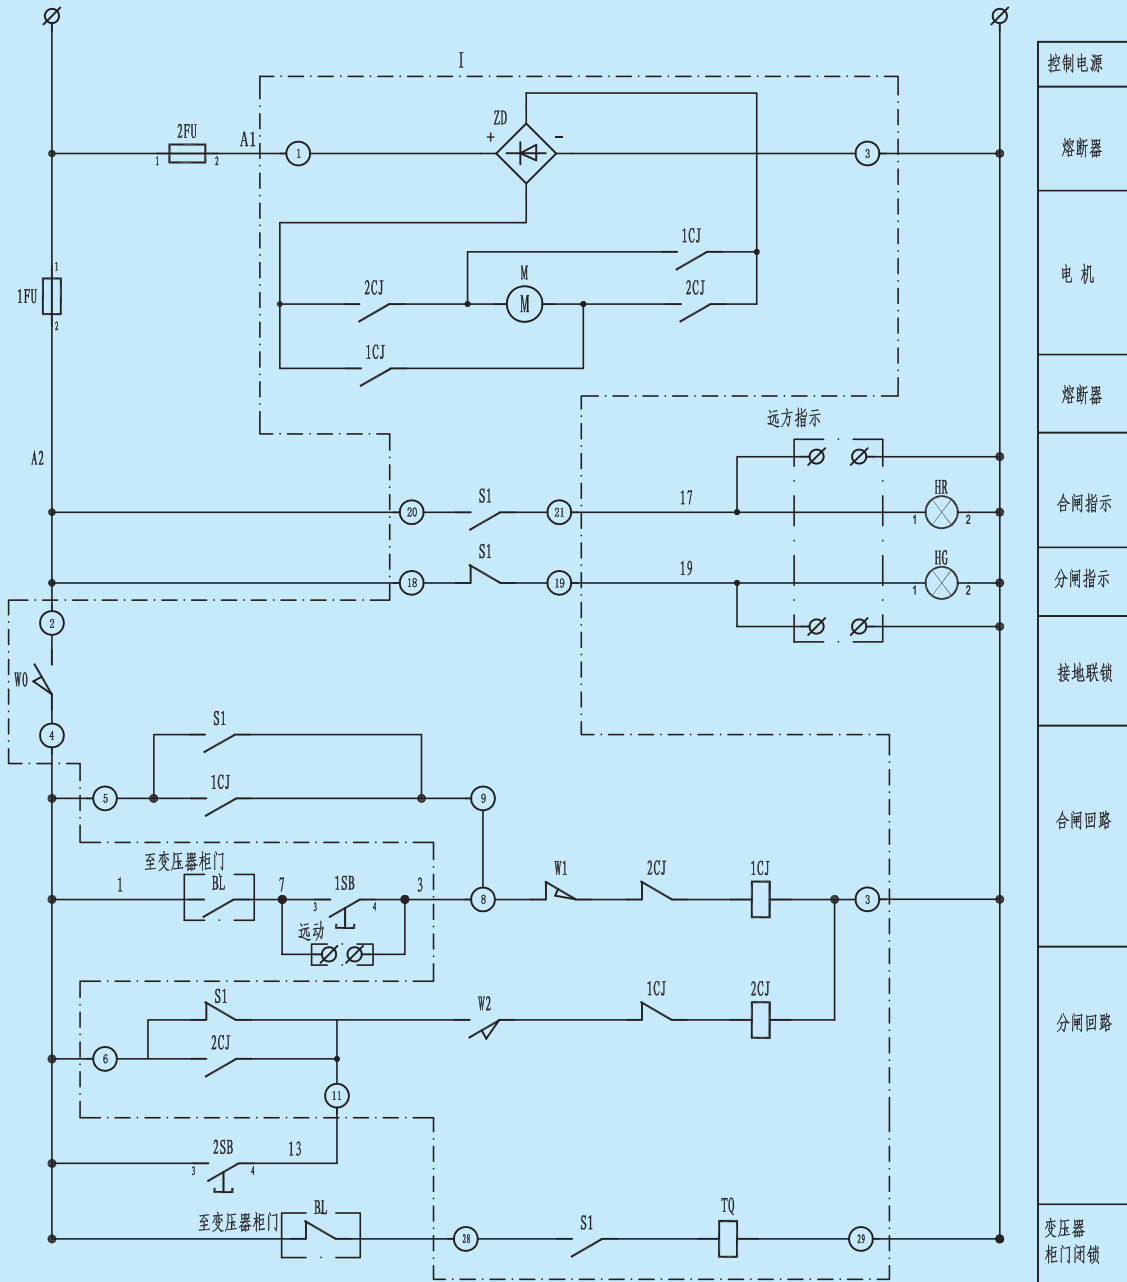 I
控制电源
ZD
2FU
A1
+
-
1
2
1
3
熔断器
1CJ
1
1FU
2
M
2CJ
M
2CJ
电 机
1CJ
熔断器
远方指示
A2
S1
17
HR
20
21
1
2
合闸指示
S1
19
HG
18
19
1
2
分闸指示
2
W0
接地联锁
4
S1
1CJ
5
9
合闸回路
至变压器柜门
1
BL
7
1SB
3
W1
2CJ
1CJ
3
4
8
3
远动
S1
W2
1CJ
2CJ
分闸回路
2CJ
6
11
2SB
13
3
4
至变压器柜门
BL
S1
TQ
28
29
变压器
柜门闭锁